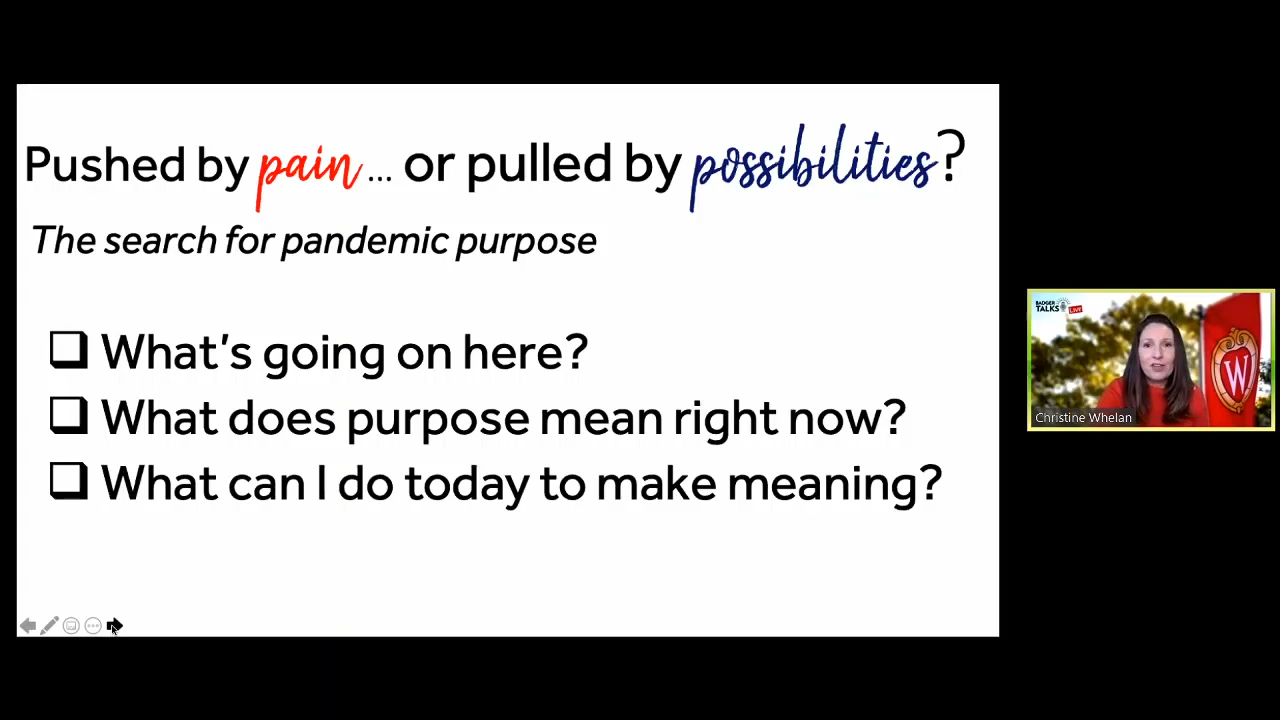 Pushed by pain ... or pulled by possibilities?
The search for pandemic purpose
What's going on here?
What does purpose mean right now?
What can I do today to make meaning?
BADGER
TALKS LIVE
W
Christine Whelan